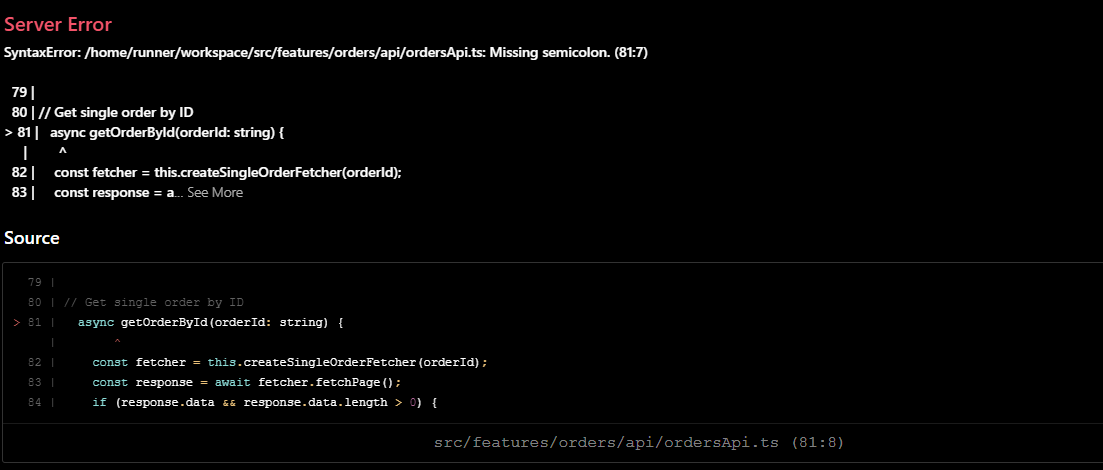 Server Error
SyntaxError: /home/runner/workspace/src/features/orders/api/ordersApi.ts: Missing semicolon. (81:7)
79 |
80 | // Get single order by ID
> 81 |   async getOrderById(orderId: string) {
|        ^
82 |     const fetcher = this.createSingleOrderFetcher(orderId);
83 |     const response = a... See More
Source
79 |
80 | // Get single order by ID
> 81 |   async getOrderById(orderId: string) {
|        ^
82 |     const fetcher = this.createSingleOrderFetcher(orderId);
83 |     const response = await fetcher.fetchPage();
84 |     if (response.data && response.data.length > 0) {
src/features/orders/api/ordersApi.ts (81:8)